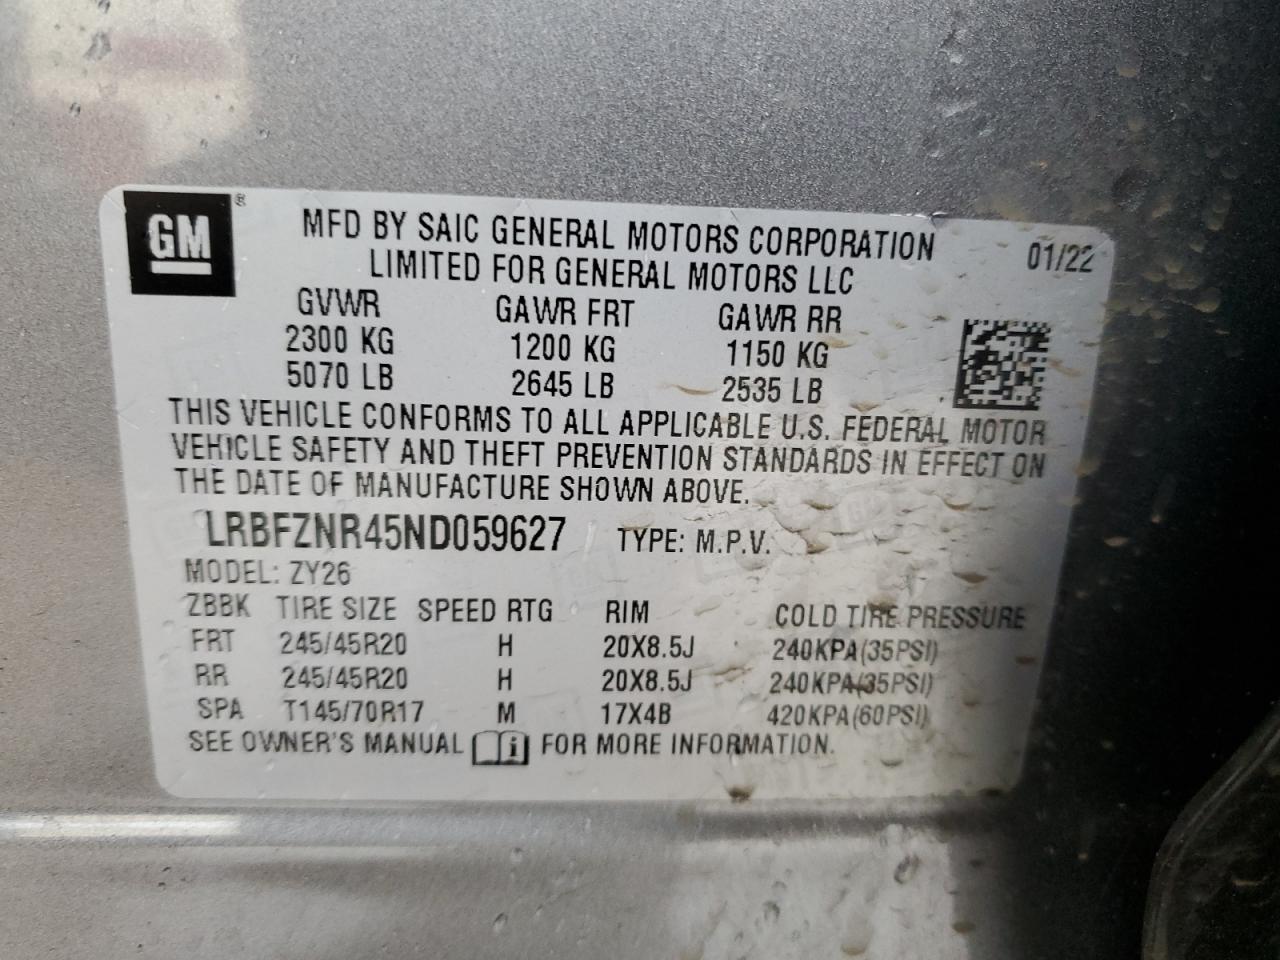 GM®
MFD BY SAIC GENERAL MOTORS CORPORATION 01/22
LIMITED FOR GENERAL MOTORS LLC
GVWR GAWR FRT GAWR RR
2300 KG 1200 KG 1150 KG
5070 LB 2645 LB 2535 LB
THIS VEHICLE CONFORMS TO ALL APPLICABLE U.S. FEDERAL MOTOR
VEHICLE SAFETY AND THEFT PREVENTION STANDARDS IN EFFECT ON
THE DATE OF MANUFACTURE SHOWN ABOVE.
LRBFZNR45ND059627 TYPE: M.P.V.
MODEL: ZY26
ZBBK TIRE SIZE SPEED RTG RIM COLD TIRE PRESSURE
FRT 245/45R20 H 20X8.5J 240KPA(35PSI)
RR 245/45R20 H 20X8.5J 240KPA(35PSI)
SPA T145/70R17 M 17X4B 420KPA(60PSI)
SEE OWNER'S MANUAL i FOR MORE INFORMATION.